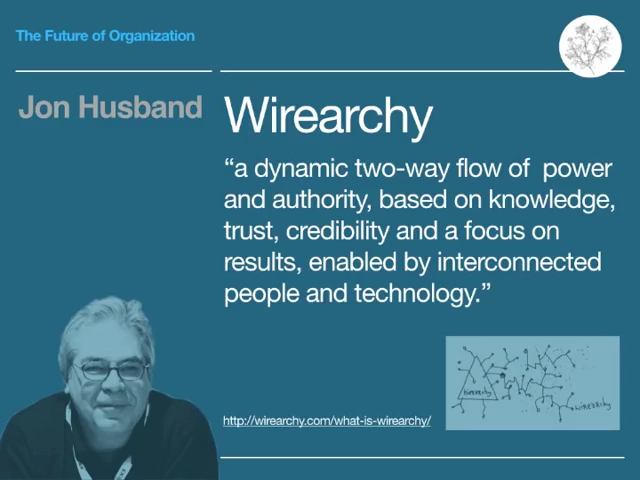 The Future of Organization
Jon Husband
Wirearchy
“a dynamic two-way flow of power
and authority, based on knowledge,
trust, credibility and a focus on
results, enabled by interconnected
people and technology.”
http://wirearchy.com/what-is-wirearchy/
wirearchy